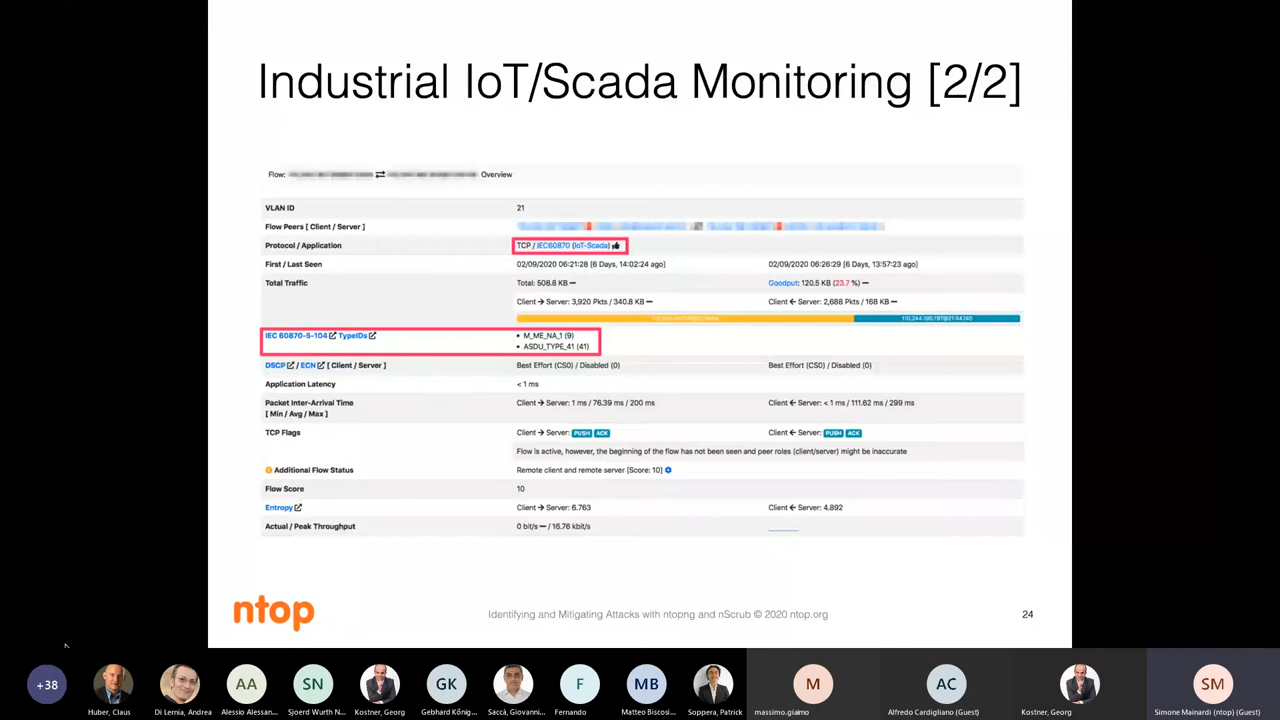 Industrial IoT/Scada Monitoring [2/2]
Flow: ⇄ Overview
VLAN ID 21
Flow Peers [ Client / Server ]
Protocol / Application TCP / IEC60870 (IoT-Scada)
First / Last Seen 02/09/2020 06:21:28 [6 Days, 14:02:24 ago] 02/09/2020 06:26:29 [6 Days, 13:57:23 ago]
Total Traffic Total: 508.8 KB — Goodput: 120.5 KB (23.7 %) —
Client → Server: 3,920 Pkts / 340.8 KB — Client ← Server: 2,688 Pkts / 168 KB —
IEC 60870-5-104 TypeIDs • M_ME_NA_1 (9)
• ASDU_TYPE_41 (41)
DSCP / ECN [ Client / Server ] Best Effort (CS0) / Disabled (0) Best Effort (CS0) / Disabled (0)
Application Latency < 1 ms
Packet Inter-Arrival Time Client → Server: 1 ms / 76.39 ms / 200 ms Client ← Server: < 1 ms / 111.62 ms / 299 ms
[ Min / Avg / Max ]
TCP Flags Client → Server: PUSH ACK Client ← Server: PUSH ACK
Flow is active, however, the beginning of the flow has not been seen and peer roles (client/server) might be inaccurate
Additional Flow Status Remote client and remote server [Score: 10]
Flow Score 10
Entropy Client → Server: 6.763 Client ← Server: 4.892
Actual / Peak Throughput 0 bit/s — / 16.76 kbit/s
ntop Identifying and Mitigating Attacks with ntopng and nScrub © 2020 ntop.org 24
+38 AA SN GK F MB M AC SM
Huber, Claus Di Lernia, Andrea Alessio Alessan... Sjoerd Wurth N... Kostner, Georg Gebhard König... Saccà, Giovanni... Fernando Matteo Biscosi... Soppera, Patrick massimo.giaimo Alfredo Cardigliano (Guest) Kostner, Georg Simone Mainardi (ntop) (Guest)